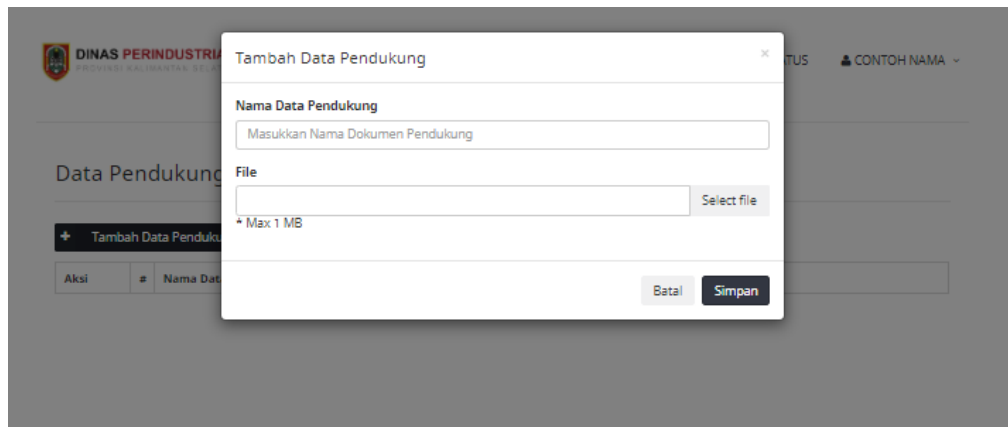 DINAS PERINDUSTRIA
PROVINSI KALIMANTAN SELA
TUS
CONTOH NAMA
Tambah Data Pendukung
×
Nama Data Pendukung
Masukkan Nama Dokumen Pendukung
Data Pendukung
File
Select file
* Max 1 MB
+ Tambah Data Penduku
Aksi # Nama Dat
Batal Simpan